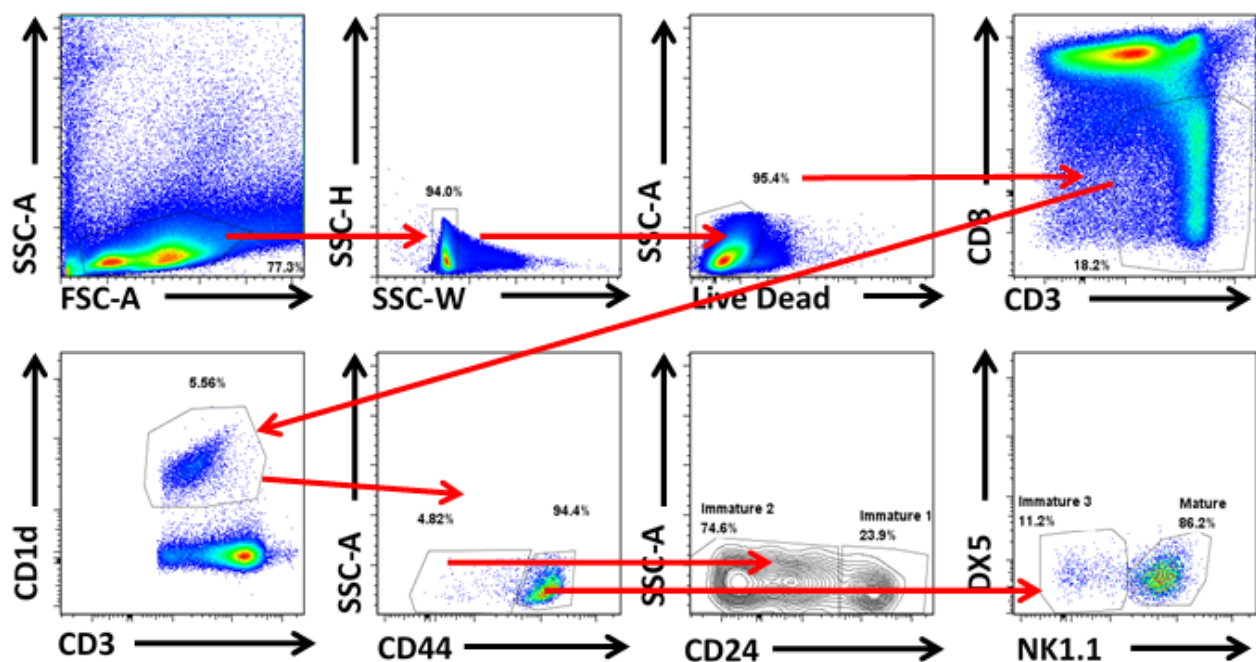 SSC-A
77.3%
FSC-A
SSC-H
94.0%
SSC-W
SSC-A
95.4%
Live Dead
CD8
18.2%
CD3
CD1d
5.56%
CD3
SSC-A
4.82%
94.4%
CD44
SSC-A
Immature 2
74.6%
Immature 1
23.9%
CD24
DX5
Immature 3
11.2%
Mature
86.2%
NK1.1